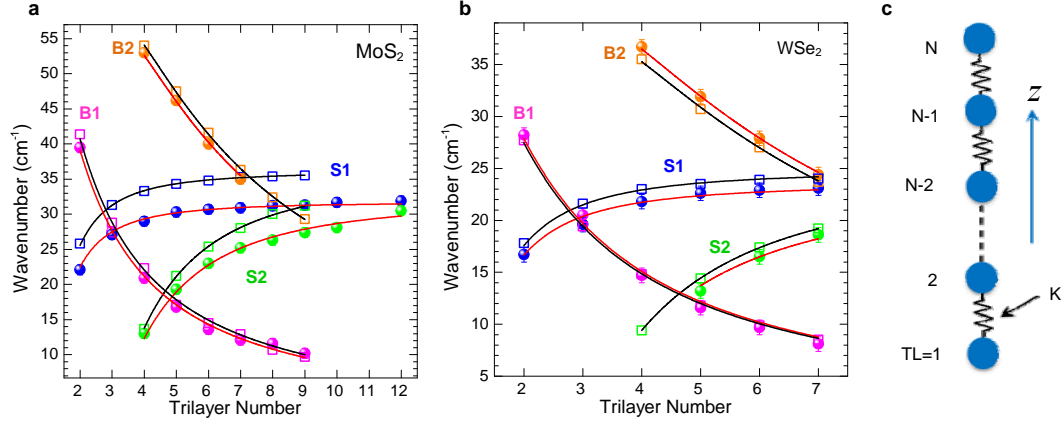 a
MoS2
B2
B1
S1
S2
Wavenumber (cm-1)
55
50
45
40
35
30
25
20
15
10
2 3 4 5 6 7 8 9 10 11 12
Trilayer Number
b
WSe2
B2
B1
S1
S2
Wavenumber (cm-1)
35
30
25
20
15
10
5
2 3 4 5 6 7
Trilayer Number
c
N
N-1
Z
N-2
2
K
TL=1